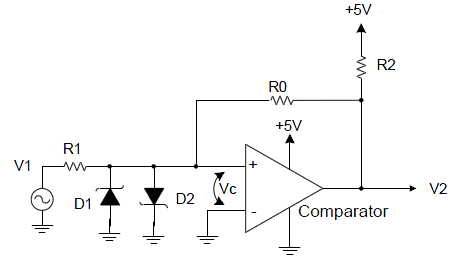 +5V
R0
R2
+5V
R1
V1
+
Vc
V2
D1
D2
-
Comparator